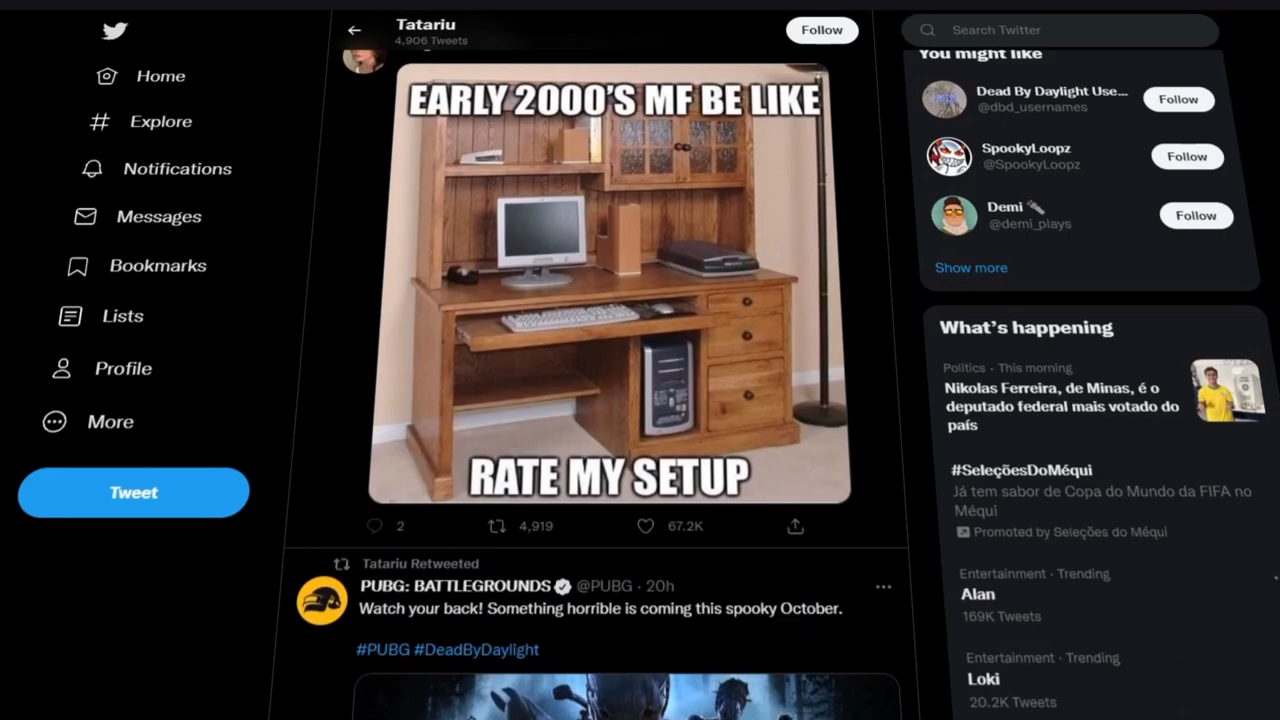 Home
Explore
Notifications
Messages
Bookmarks
Lists
Profile
More
Tweet
Tatariu
4,906 Tweets
Follow
EARLY 2000'S MF BE LIKE
RATE MY SETUP
2
4,919
67.2K
Tatariu Retweeted
PUBG: BATTLEGROUNDS @PUBG · 20h
Watch your back! Something horrible is coming this spooky October.
#PUBG #DeadByDaylight
Search Twitter
You might like
Dead By Daylight Use...
@dbd_usernames
Follow
SpookyLoopz
@SpookyLoopz
Follow
Demi
@demi_plays
Follow
Show more
What's happening
Politics · This morning
Nikolas Ferreira, de Minas, é o
deputado federal mais votado do
país
#SeleçõesDoMéqui
Já tem sabor de Copa do Mundo da FIFA no
Méqui
Promoted by Seleções do Méqui
Entertainment · Trending
Alan
169K Tweets
Entertainment · Trending
Loki
20.2K Tweets